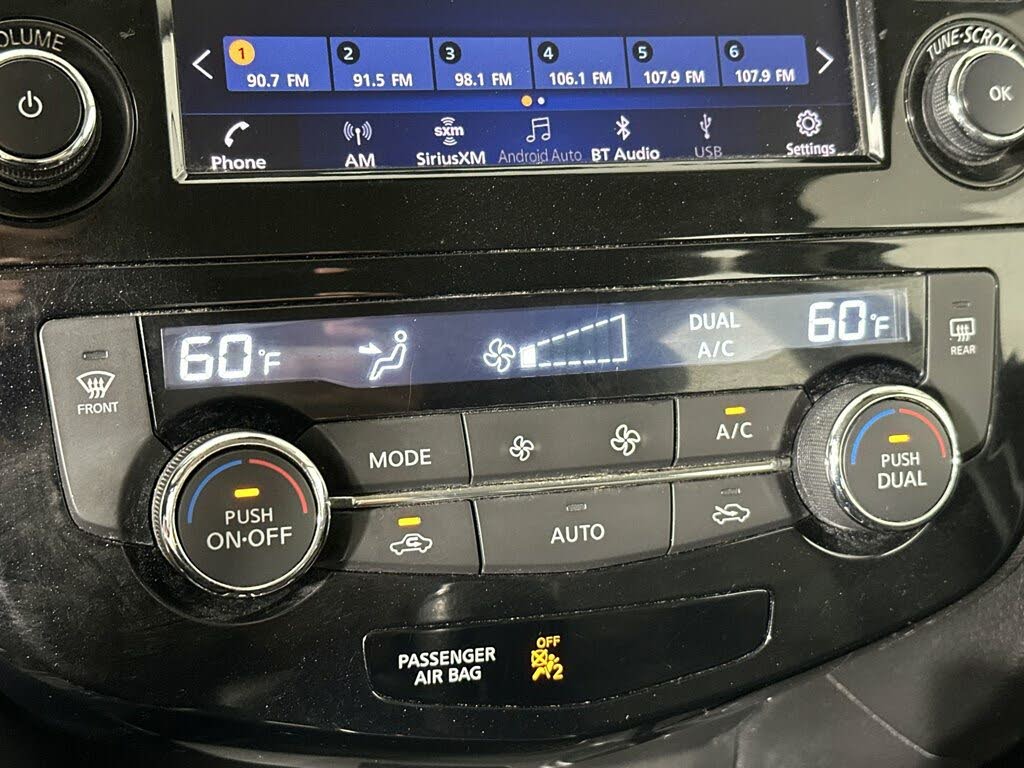 VOLUME
TUNE·SCROLL
1 2 3 4 5 6
90.7 FM 91.5 FM 98.1 FM 106.1 FM 107.9 FM 107.9 FM
OK
sxm
Phone AM SiriusXM Android Auto BT Audio USB Settings
60°F DUAL 60°F
A/C
REAR
FRONT
MODE A/C
PUSH
DUAL
PUSH
ON·OFF
AUTO
PASSENGER
AIR BAG
OFF
2